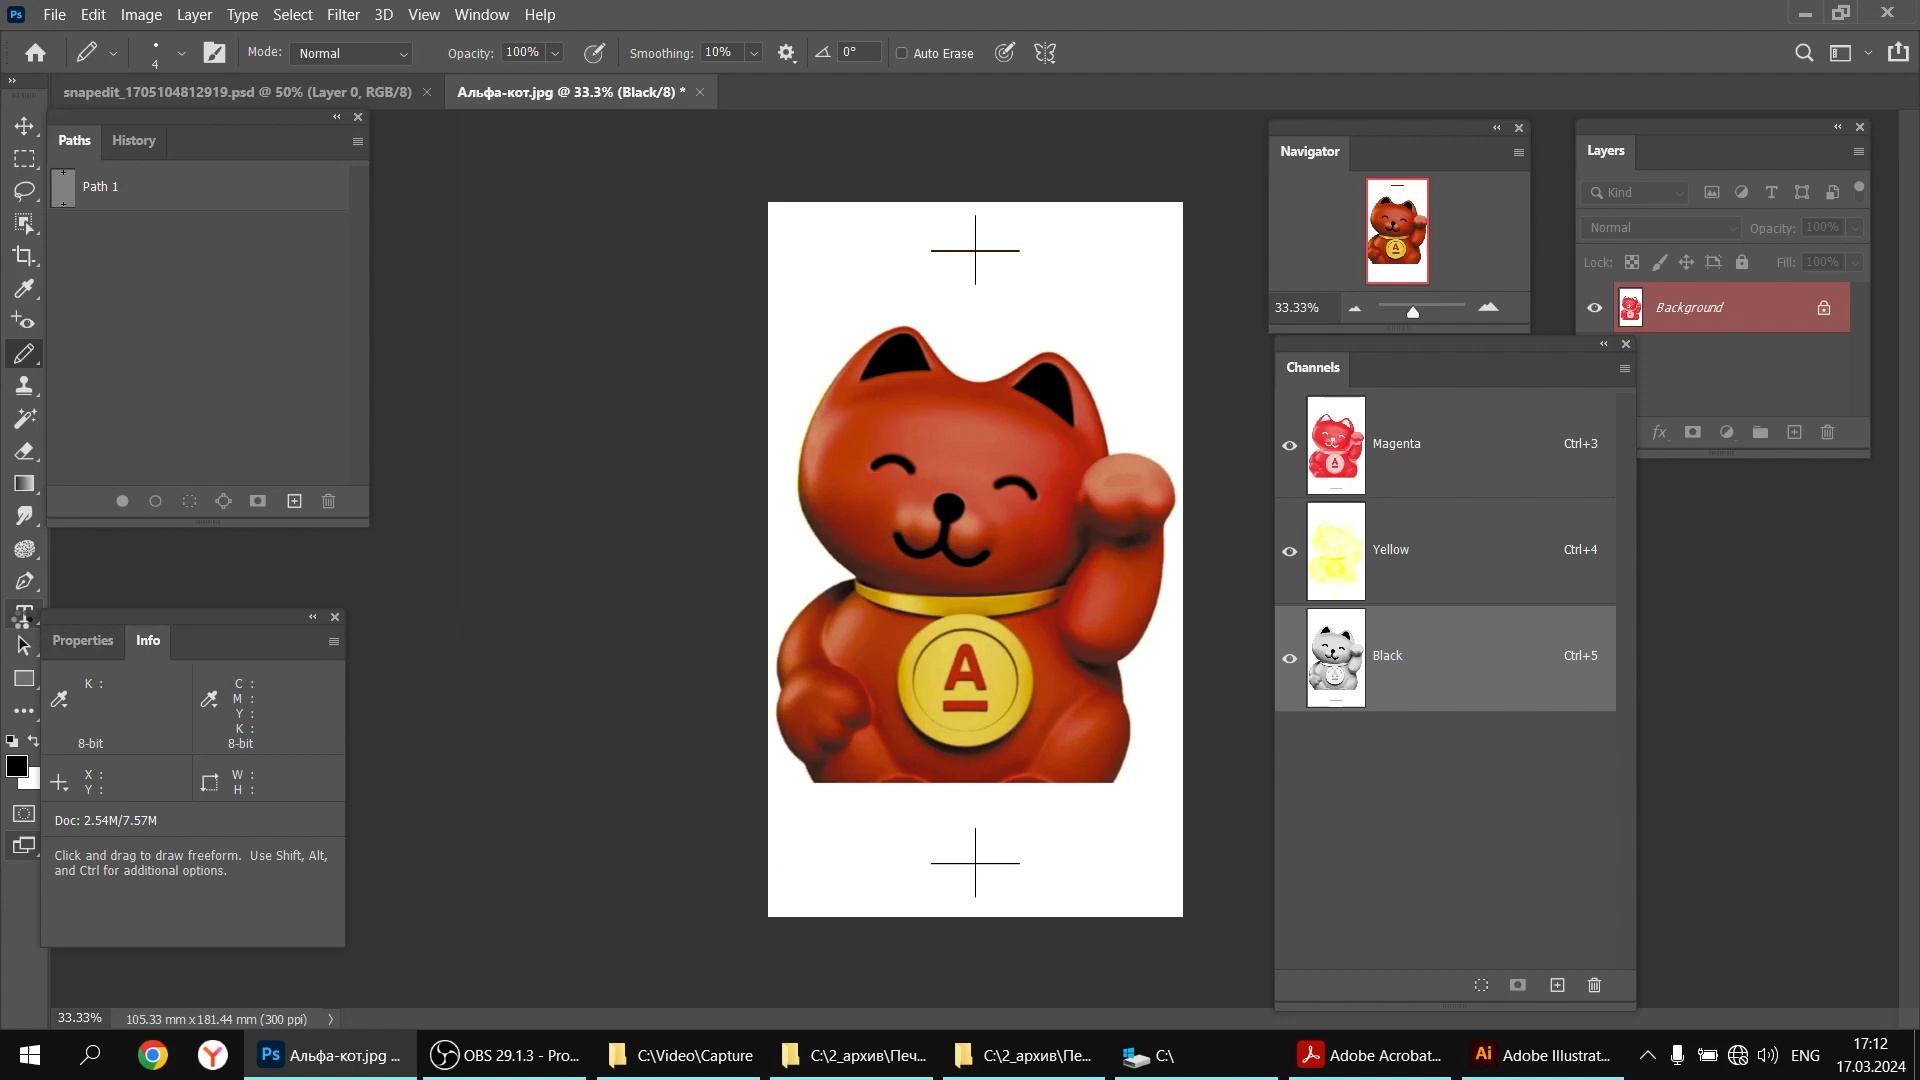 Ps File Edit Image Layer Type Select Filter 3D View Window Help
4 Mode: Normal Opacity: 100% Smoothing: 10% 0° Auto Erase
snapedit_1705104812919.psd @ 50% (Layer 0, RGB/8) Альфа-кот.jpg @ 33.3% (Black/8) *
Paths History
Path 1
Navigator
33.33%
Layers
Kind
Normal Opacity: 100%
Lock: Fill: 100%
Background
fx
Channels
Magenta Ctrl+3
Yellow Ctrl+4
Black Ctrl+5
А
Properties Info
K : C :
M :
Y :
K :
8-bit 8-bit
X : W :
Y : H :
Doc: 2.54M/7.57M
Click and drag to draw freeform. Use Shift, Alt,
and Ctrl for additional options.
33.33% 105.33 mm x 181.44 mm (300 ppi)
Ps Альфа-кот.jpg ... OBS 29.1.3 - Pro... C:\Video\Capture C:\2_архив\Печ... C:\2_архив\Пе... C:\ Adobe Acrobat... Ai Adobe Illustrat... ENG 17:12
17.03.2024